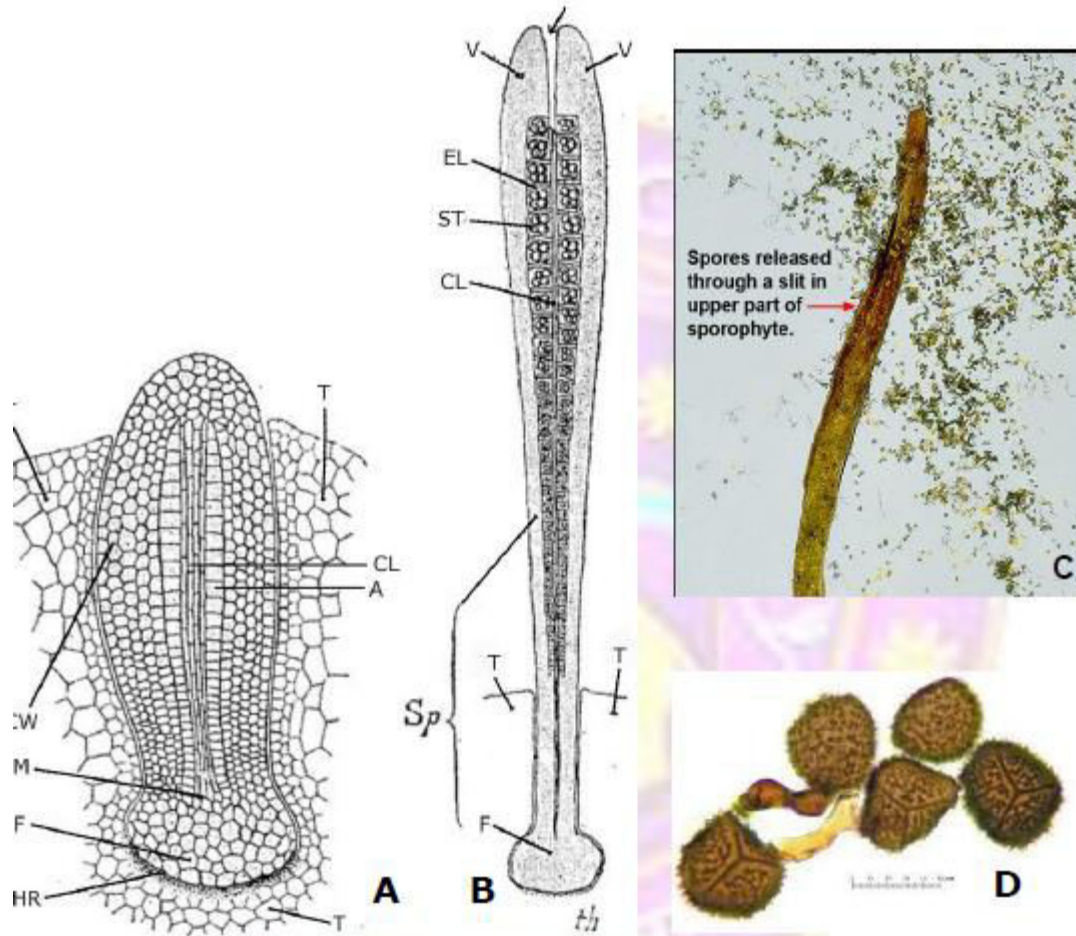 V
V
EL
ST
CL
T
CL
A
CW
M
F
HR
T
A
T
T
Sp
F
B
th
Spores released
through a slit in
upper part of
sporophyte.
C
D